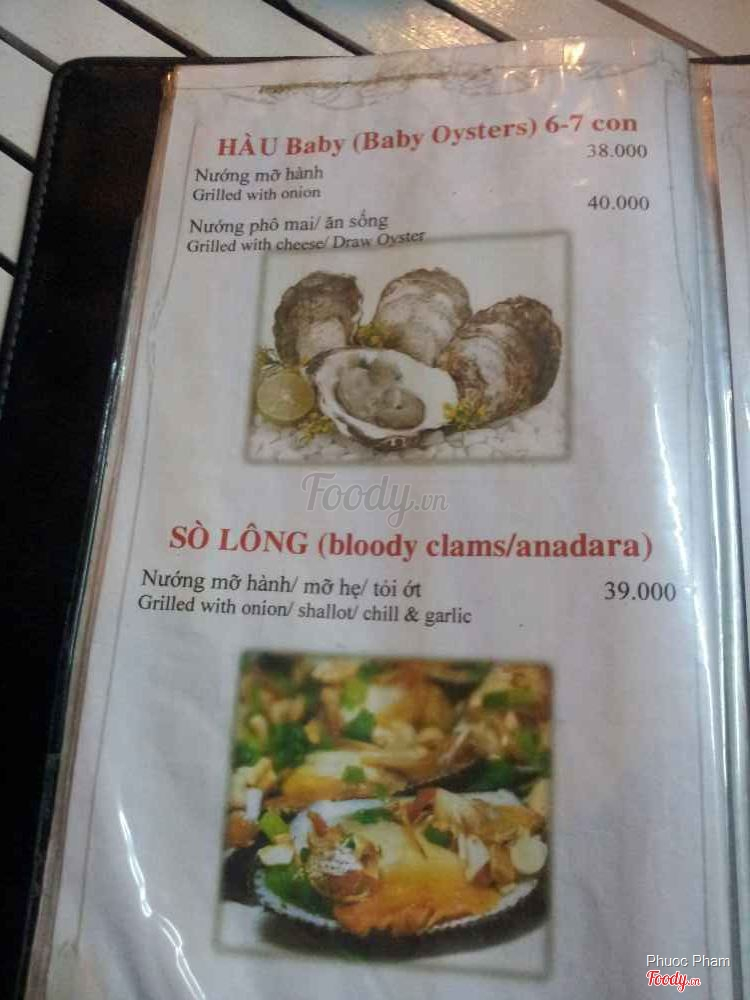 HÀU Baby (Baby Oysters) 6-7 con
Nướng mỡ hành 38.000
Grilled with onion
Nướng phô mai/ ăn sống 40.000
Grilled with cheese/ Draw Oyster
Foody.vn
SÒ LÔNG (bloody clams/anadara)
Nướng mỡ hành/ mỡ hẹ/ tỏi ớt 39.000
Grilled with onion/ shallot/ chill & garlic
Phuoc Pham
Foody.vn